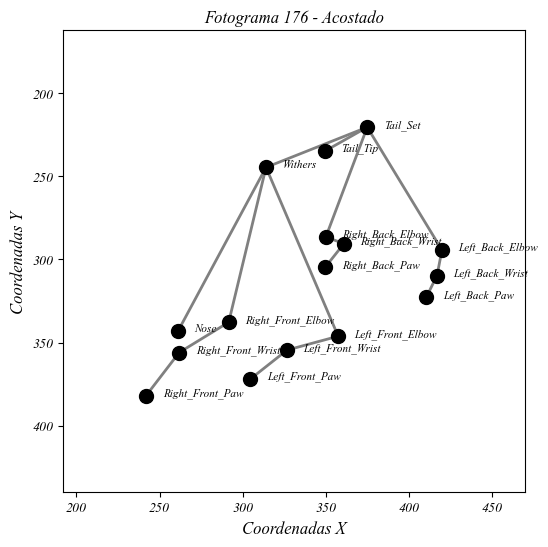 Fotograma 176 - Acostado
200
250
300
350
400
Coordenadas Y
Tail_Set
Tail_Tip
Withers
Right_Back_Elbow
Right_Back_Wrist
Left_Back_Elbow
Right_Back_Paw
Left_Back_Wrist
Left_Back_Paw
Right_Front_Elbow
Nose
Left_Front_Elbow
Right_Front_Wrist
Left_Front_Wrist
Left_Front_Paw
Right_Front_Paw
200
250
300
350
400
450
Coordenadas X